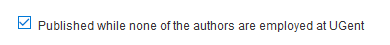 Published while none of the authors are employed at UGent